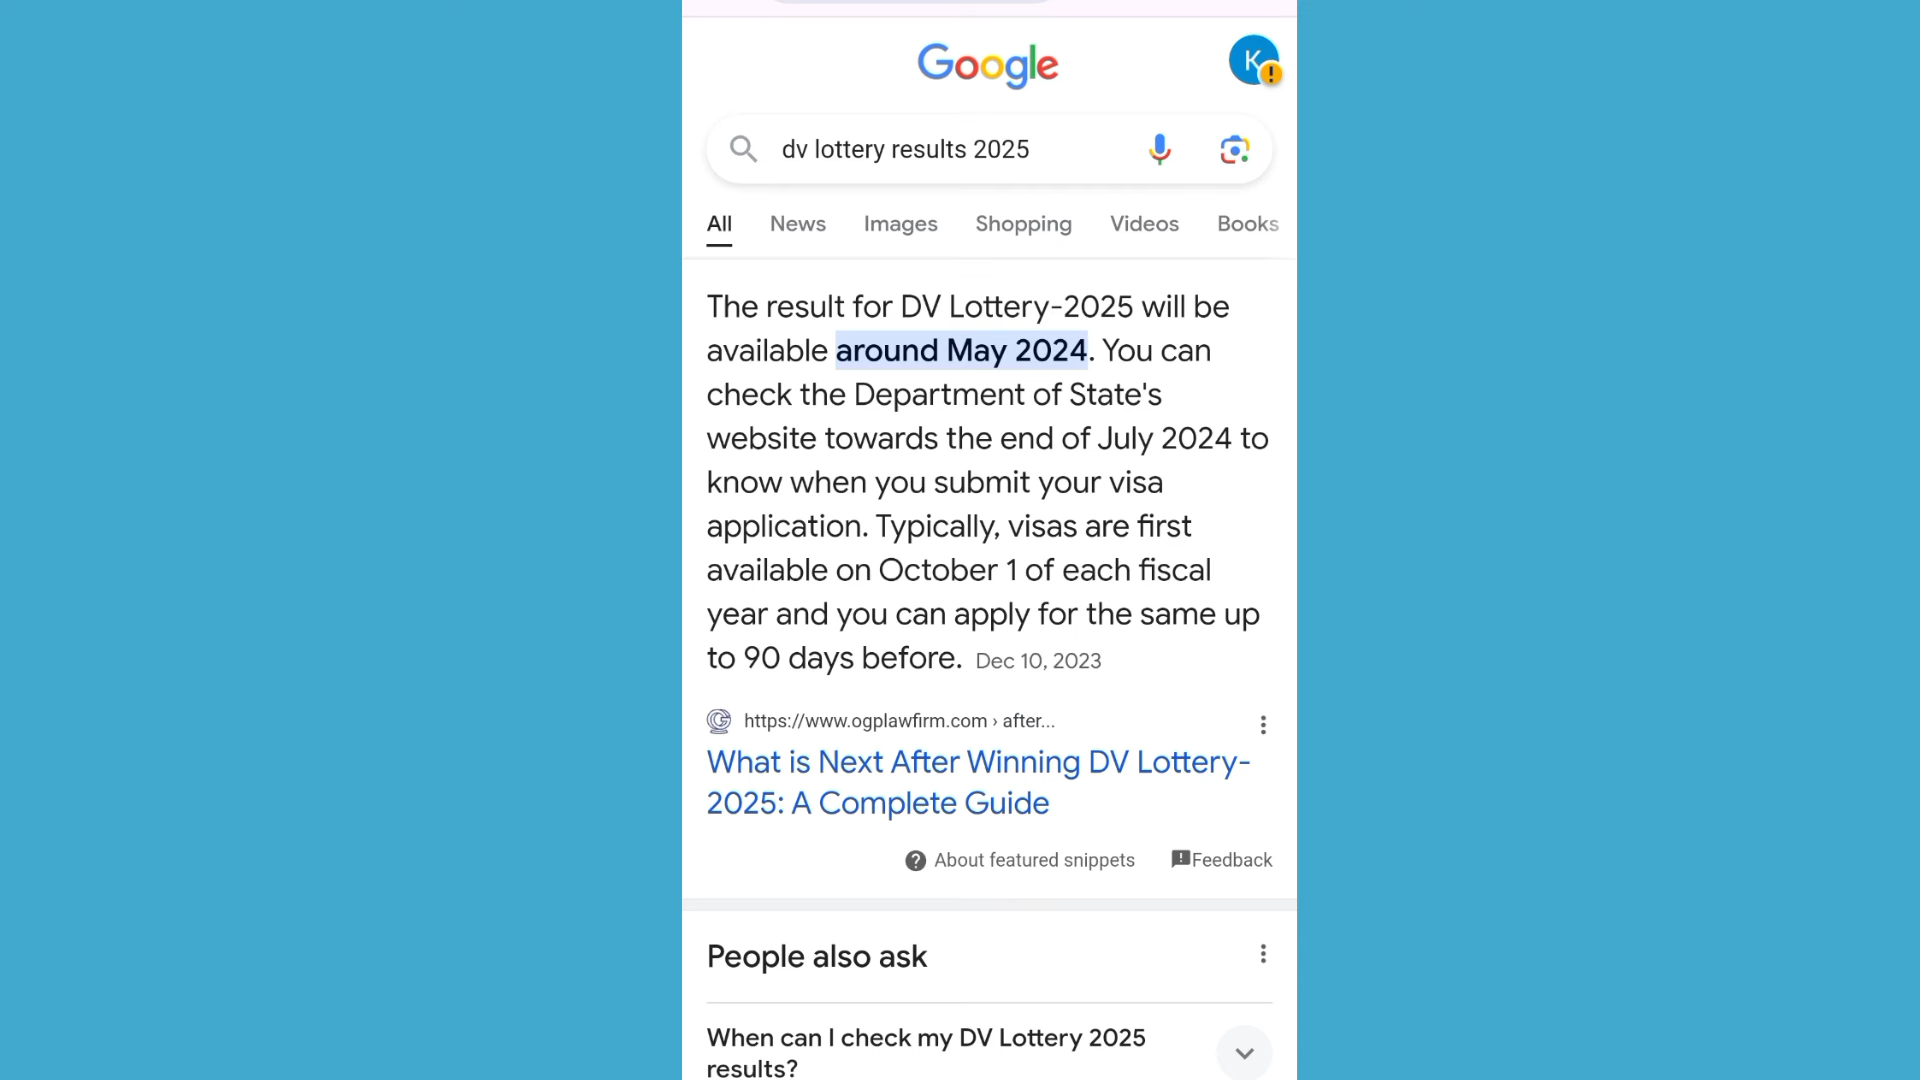 Google
K
dv lottery results 2025
All News Images Shopping Videos Books
The result for DV Lottery-2025 will be
available around May 2024. You can
check the Department of State's
website towards the end of July 2024 to
know when you submit your visa
application. Typically, visas are first
available on October 1 of each fiscal
year and you can apply for the same up
to 90 days before. Dec 10, 2023
https://www.ogplawfirm.com › after...
What is Next After Winning DV Lottery-
2025: A Complete Guide
About featured snippets Feedback
People also ask
When can I check my DV Lottery 2025
results?